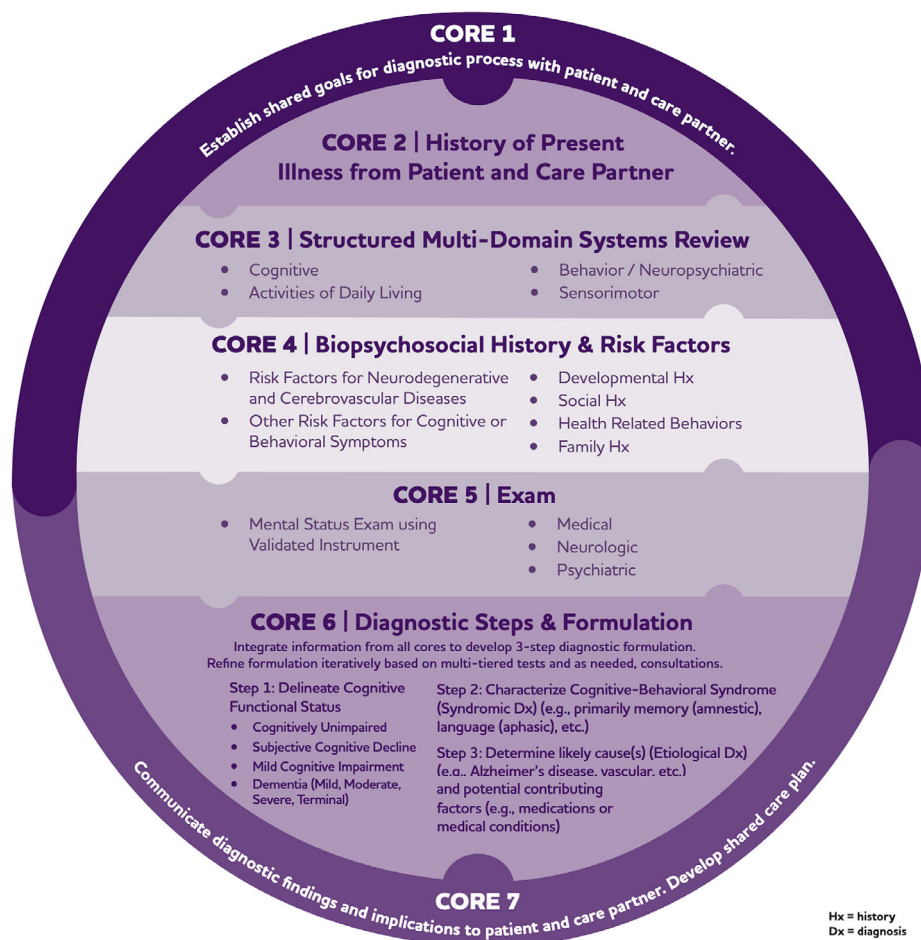 CORE 1
Establish shared goals for diagnostic process with patient and care partner.
CORE 2 | History of Present
Illness from Patient and Care Partner
CORE 3 | Structured Multi-Domain Systems Review
• Cognitive
• Activities of Daily Living
• Behavior / Neuropsychiatric
• Sensorimotor
CORE 4 | Biopsychosocial History & Risk Factors
• Risk Factors for Neurodegenerative
and Cerebrovascular Diseases
• Other Risk Factors for Cognitive or
Behavioral Symptoms
• Developmental Hx
• Social Hx
• Health Related Behaviors
• Family Hx
CORE 5 | Exam
• Mental Status Exam using
Validated Instrument
• Medical
• Neurologic
• Psychiatric
CORE 6 | Diagnostic Steps & Formulation
Integrate information from all cores to develop 3-step diagnostic formulation.
Refine formulation iteratively based on multi-tiered tests and as needed, consultations.
Step 1: Delineate Cognitive
Functional Status
• Cognitively Unimpaired
• Subjective Cognitive Decline
• Mild Cognitive Impairment
• Dementia (Mild, Moderate,
Severe, Terminal)
Step 2: Characterize Cognitive-Behavioral Syndrome
(Syndromic Dx) (e.g., primarily memory (amnestic),
language (aphasic), etc.)
Step 3: Determine likely cause(s) (Etiological Dx)
(e.g., Alzheimer's disease, vascular, etc.)
and potential contributing
factors (e.g., medications or
medical conditions)
CORE 7
Communicate diagnostic findings and implications to patient and care partner. Develop shared care plan.
Hx = history
Dx = diagnosis